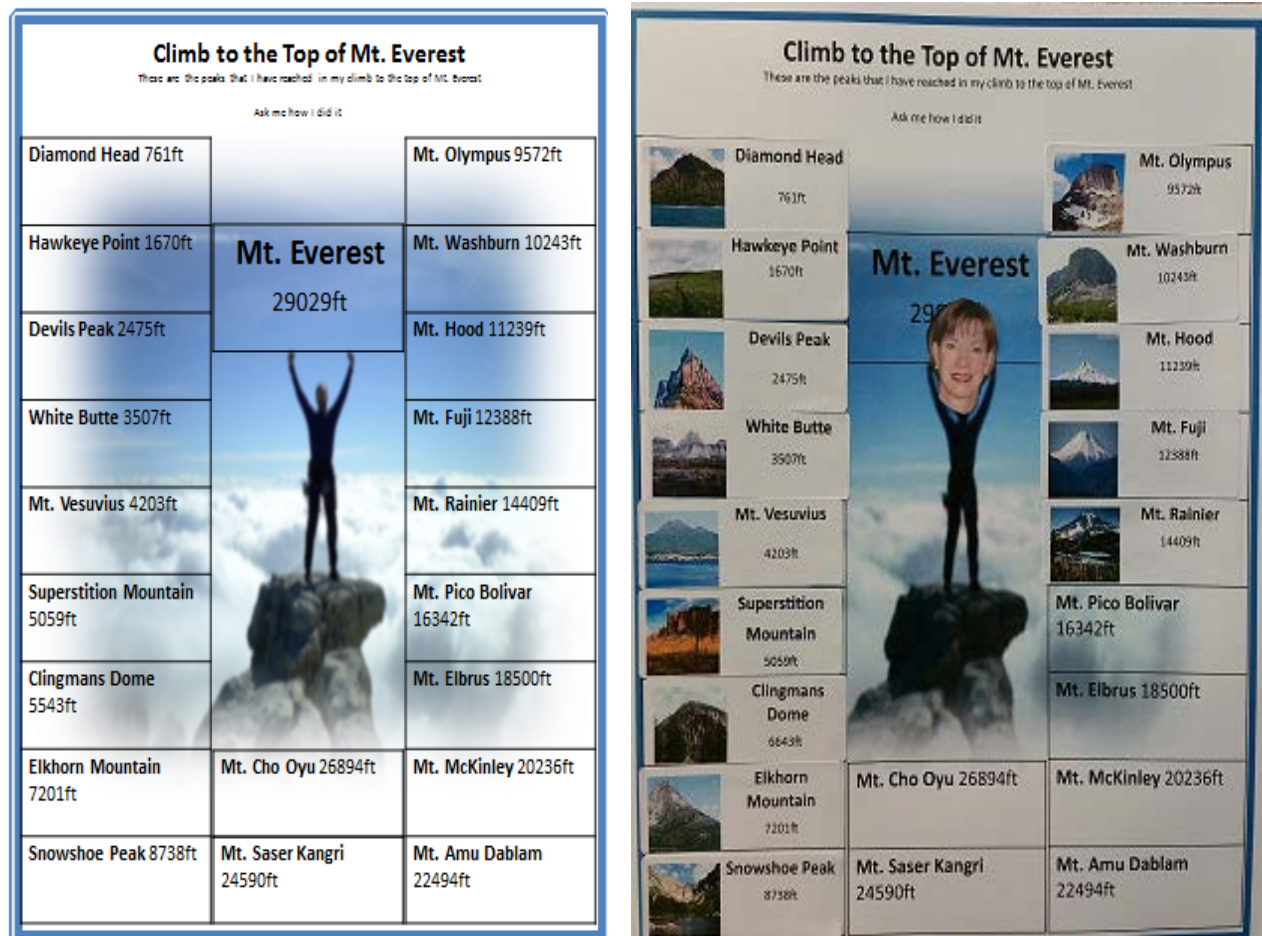 Climb to the Top of Mt. Everest
These are the peaks that I have reached in my climb to the top of Mt. Everest
Ask me how I did it
Diamond Head 761ft
Hawkeye Point 1670ft
Devils Peak 2475ft
White Butte 3507ft
Mt. Vesuvius 4203ft
Superstition Mountain
5059ft
Clingmans Dome
5543ft
Elkhorn Mountain
7201ft
Snowshoe Peak 8738ft
Mt. Everest
29029ft
Mt. Cho Oyu 26894ft
Mt. Saser Kangri
24590ft
Mt. Olympus 9572ft
Mt. Washburn 10243ft
Mt. Hood 11239ft
Mt. Fuji 12388ft
Mt. Rainier 14409ft
Mt. Pico Bolivar
16342ft
Mt. Elbrus 18500ft
Mt. McKinley 20236ft
Mt. Amu Dablam
22494ft
Climb to the Top of Mt. Everest
These are the peaks that I have reached in my climb to the top of Mt. Everest
Ask me how I did it
Diamond Head
761ft
Hawkeye Point
1670ft
Devils Peak
2475ft
White Butte
3507ft
Mt. Vesuvius
4203ft
Superstition
Mountain
5059ft
Clingmans
Dome
6643ft
Elkhorn
Mountain
7201ft
Snowshoe Peak
8738ft
Mt. Everest
Mt. Cho Oyu 26894ft
Mt. Saser Kangri
24590ft
Mt. Olympus
9572ft
Mt. Washburn
10243ft
Mt. Hood
11239ft
Mt. Fuji
12388ft
Mt. Rainier
14409ft
Mt. Pico Bolivar
16342ft
Mt. Elbrus 18500ft
Mt. McKinley 20236ft
Mt. Amu Dablam
22494ft